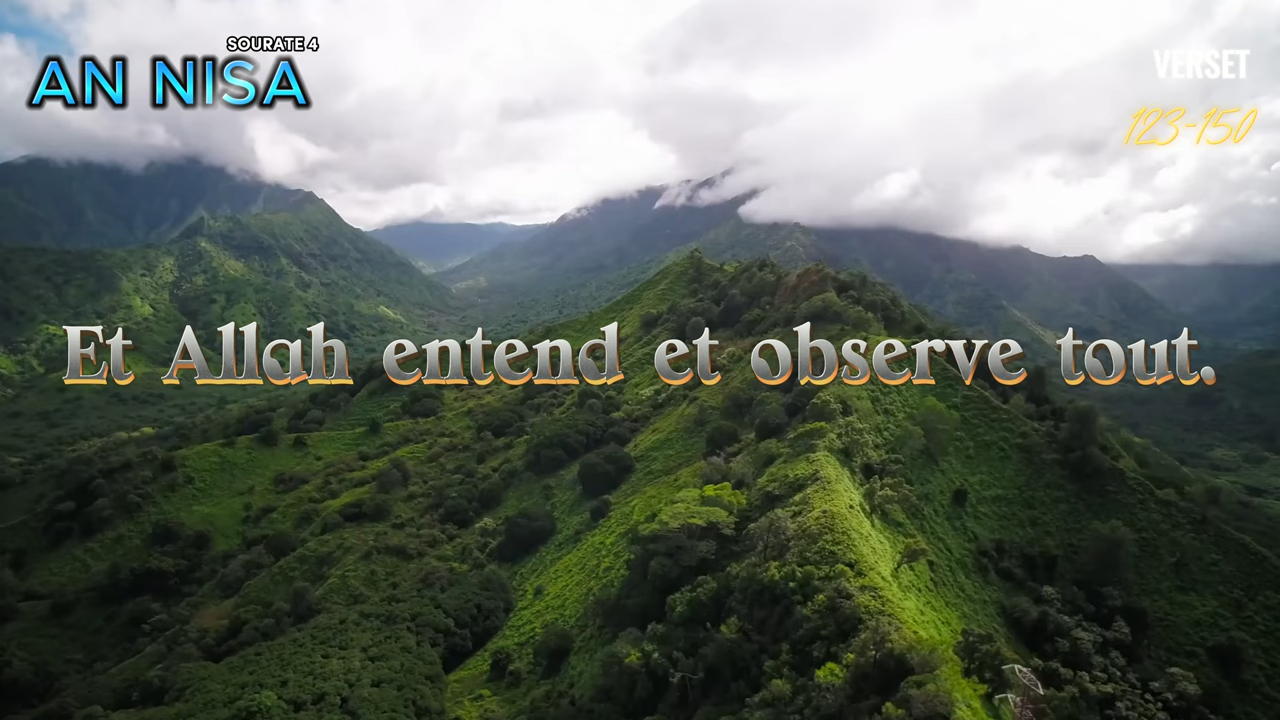 SOURATE 4
AN NISA
VERSET
123-150
Et Allah entend et observe tout.